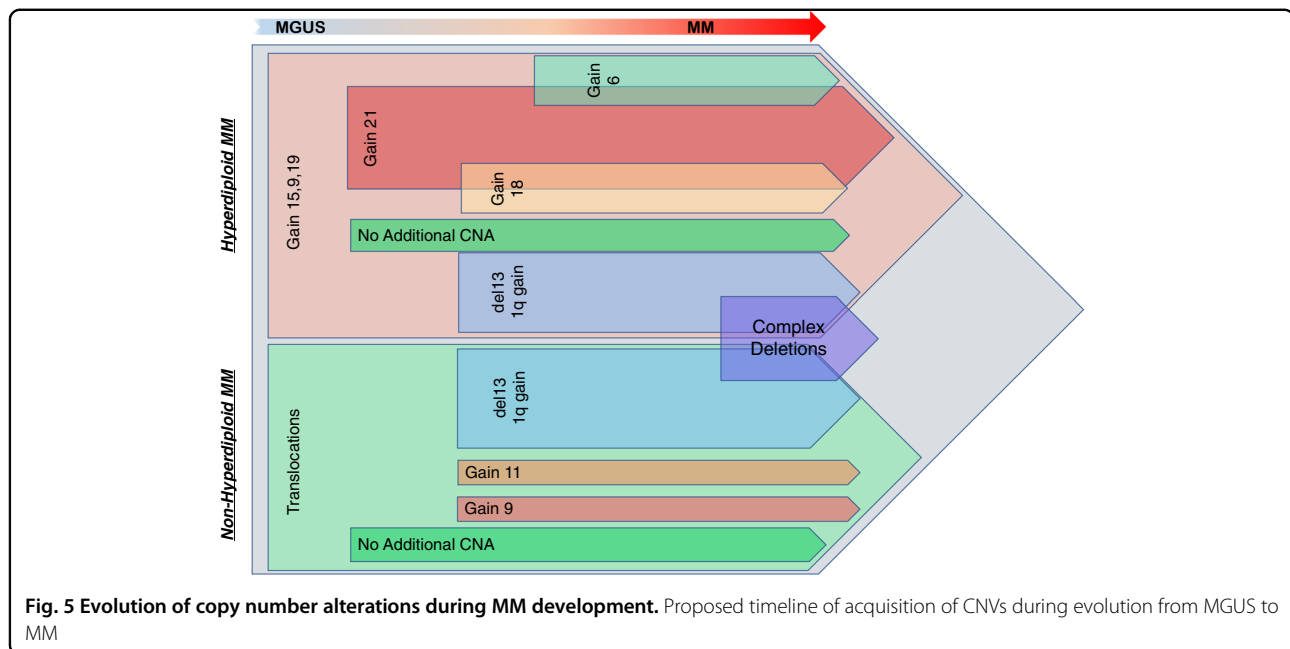 MGUS
MM
Hyperdiploid MM
Gain 15,9,19
Gain
6
Gain 21
Gain
18
No Additional CNA
del13
1q gain
Complex
Deletions
Non-Hyperdiploid MM
Translocations
del13
1q gain
Gain 11
Gain 9
No Additional CNA
Fig. 5 Evolution of copy number alterations during MM development. Proposed timeline of acquisition of CNVs during evolution from MGUS to
MM